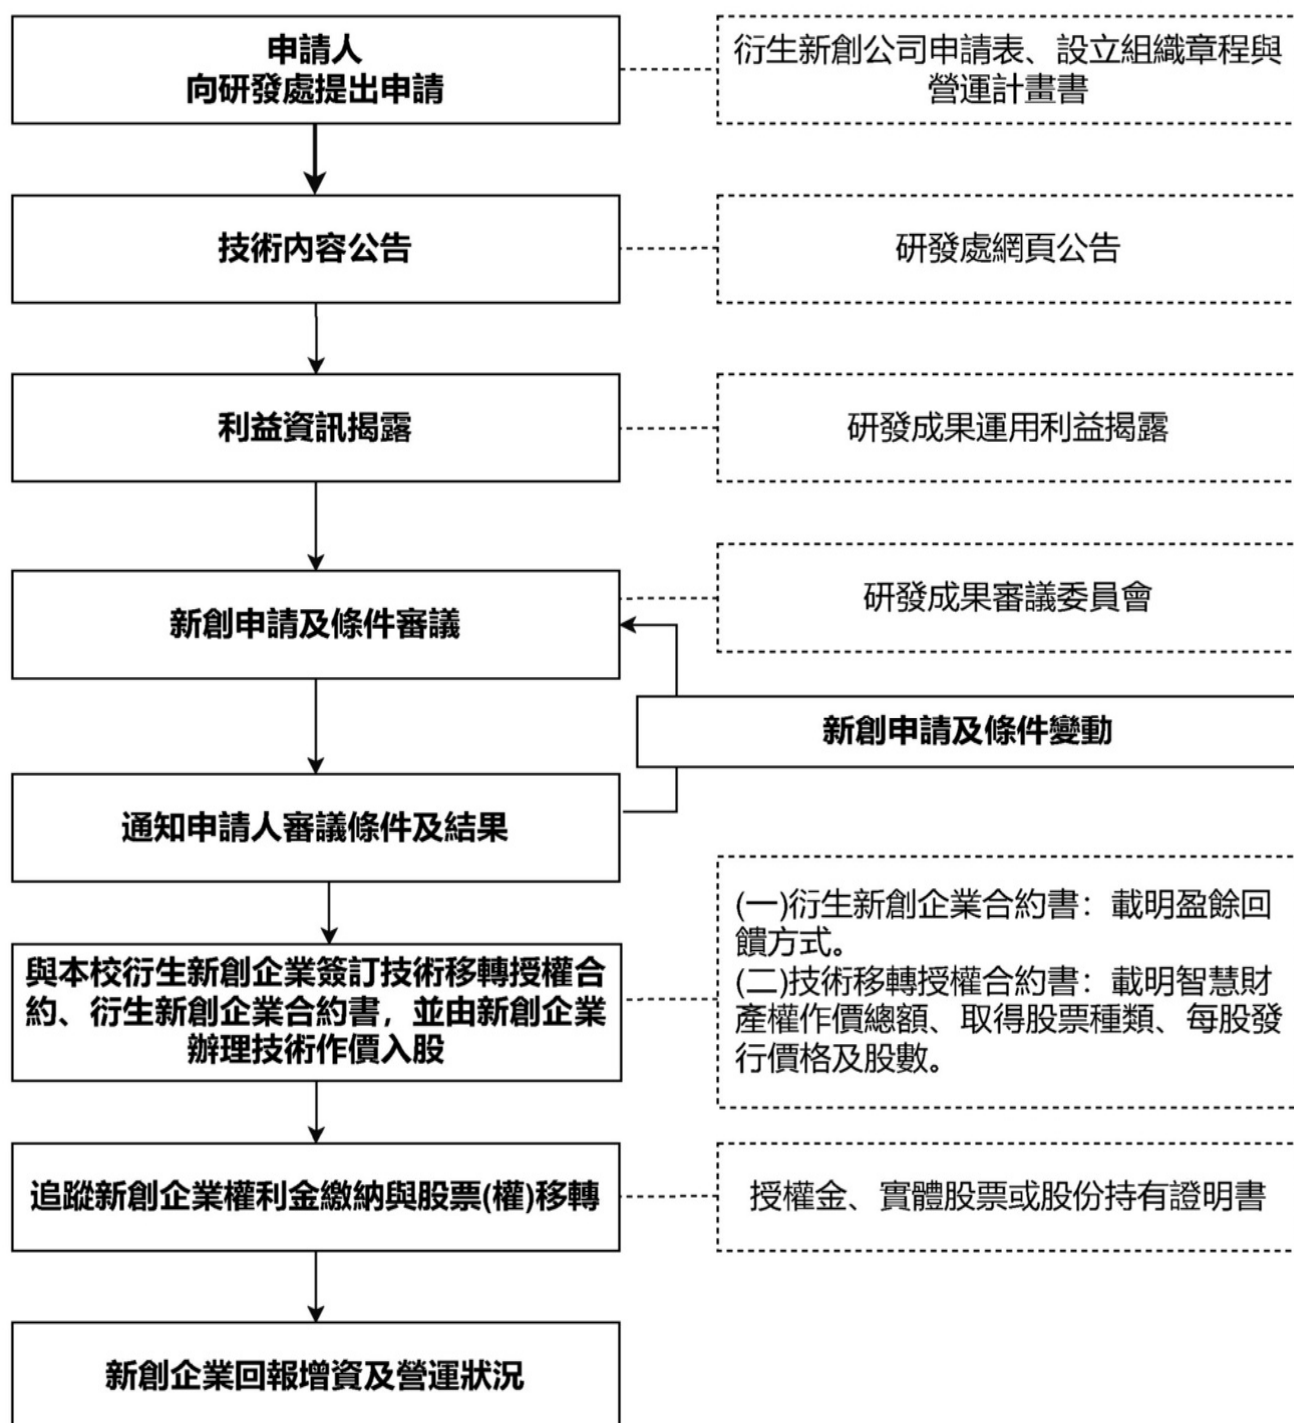 申請人
向研發處提出申請
衍生新創公司申請表、設立組織章程與
營運計畫書
技術內容公告
研發處網頁公告
利益資訊揭露
研發成果運用利益揭露
新創申請及條件審議
研發成果審議委員會
新創申請及條件變動
通知申請人審議條件及結果
與本校衍生新創企業簽訂技術移轉授權合
約、衍生新創企業合約書，並由新創企業
辦理技術作價入股
(一)衍生新創企業合約書：載明盈餘回
饋方式。
(二)技術移轉授權合約書：載明智慧財
產權作價總額、取得股票種類、每股發
行價格及股數。
追蹤新創企業權利金繳納與股票(權)移轉
授權金、實體股票或股份持有證明書
新創企業回報增資及營運狀況